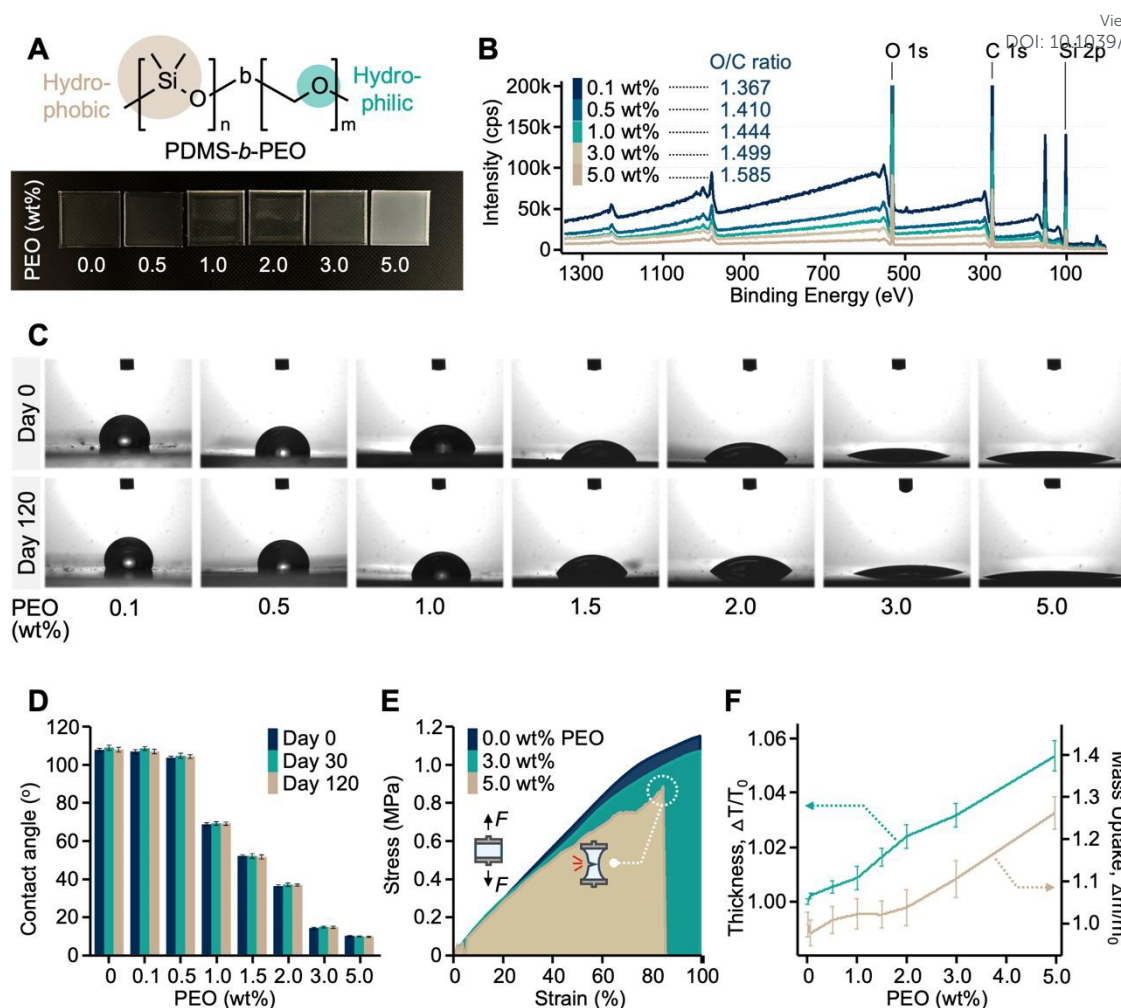 Vie
DOI: 10.1039/
A
Hydro-
phobic
Si
O
n
b
O
m
Hydro-
philic
PDMS-b-PEO
PEO (wt%)
0.0 0.5 1.0 2.0 3.0 5.0
B
O 1s C 1s Si 2p
O/C ratio
0.1 wt% 1.367
0.5 wt% 1.410
1.0 wt% 1.444
3.0 wt% 1.499
5.0 wt% 1.585
Intensity (cps)
200k
150k
100k
50k
0
1300 1100 900 700 500 300 100
Binding Energy (eV)
C
Day 0
Day 120
PEO
(wt%)
0.1 0.5 1.0 1.5 2.0 3.0 5.0
D
Contact angle (°)
120
100
80
60
40
20
0
Day 0
Day 30
Day 120
0 0.1 0.5 1.0 1.5 2.0 3.0 5.0
PEO (wt%)
E
Stress (MPa)
1.2
1.0
0.8
0.6
0.4
0.2
0.0
0.0 wt% PEO
3.0 wt%
5.0 wt%
F
F
0 20 40 60 80 100
Strain (%)
F
Thickness, ΔT/T0
1.06
1.04
1.02
1.00
Mass Uptake, Δm/m0
1.4
1.3
1.2
1.1
1.0
0 1.0 2.0 3.0 4.0 5.0
PEO (wt%)